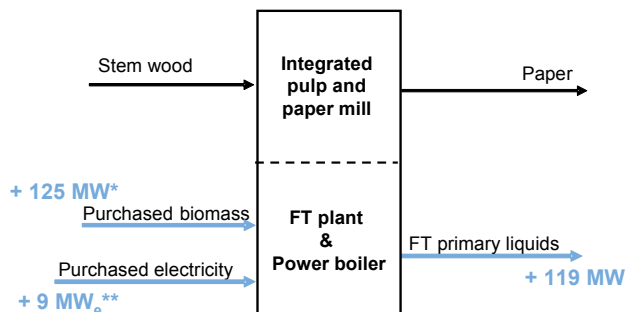 Stem wood
Integrated
pulp and
paper mill
Paper
+ 125 MW*
Purchased biomass
FT plant
&
Power boiler
FT primary liquids
Purchased electricity
+ 119 MW
+ 9 MWe**